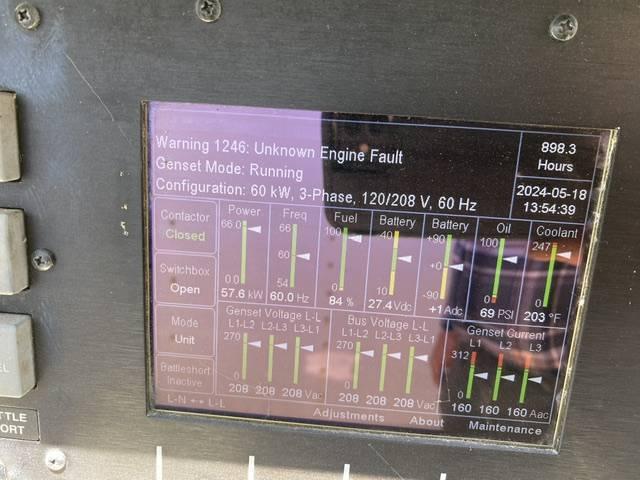 Warning 1246: Unknown Engine Fault
Genset Mode: Running
Configuration: 60 kW, 3-Phase, 120/208 V, 60 Hz
898.3
Hours
2024-05-18
13:54:39
Contactor
Closed
Switchbox
Open
Mode
Unit
Battleshort
Inactive
L-N ↔ L-L
Power
66.0
0.0
57.6 kW
Freq
66
60
54
60.0 Hz
Fuel
100
0
84 %
Battery
40
10
27.4 Vdc
Battery
+90
+0
-90
+1 Adc
Oil
100
0
69 PSI
Coolant
247
0
203 °F
Genset Voltage L-L
L1-L2 L2-L3 L3-L1
270
0
208 208 208 Vac
Bus Voltage L-L
L1-L2 L2-L3 L3-L1
270
0
208 208 208 Vac
Genset Current
L1 L2 L3
312
0
160 160 160 Aac
Adjustments About Maintenance
EL
TTLE
ORT